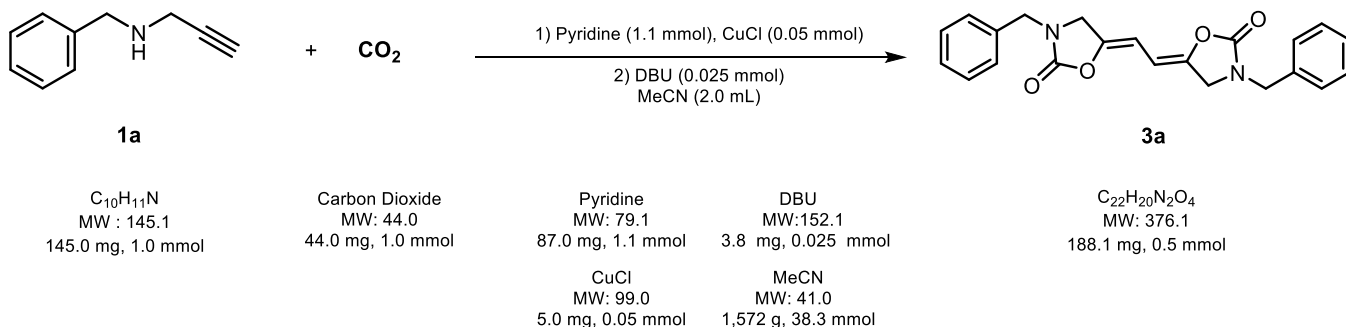 N
H
+
CO2
1) Pyridine (1.1 mmol), CuCl (0.05 mmol)
2) DBU (0.025 mmol)
MeCN (2.0 mL)
N
O
O
O
O
N
1a
3a
C10H11N
MW : 145.1
145.0 mg, 1.0 mmol
Carbon Dioxide
MW: 44.0
44.0 mg, 1.0 mmol
Pyridine
MW: 79.1
87.0 mg, 1.1 mmol
DBU
MW:152.1
3.8 mg, 0.025 mmol
CuCl
MW: 99.0
5.0 mg, 0.05 mmol
MeCN
MW: 41.0
1,572 g, 38.3 mmol
C22H20N2O4
MW: 376.1
188.1 mg, 0.5 mmol